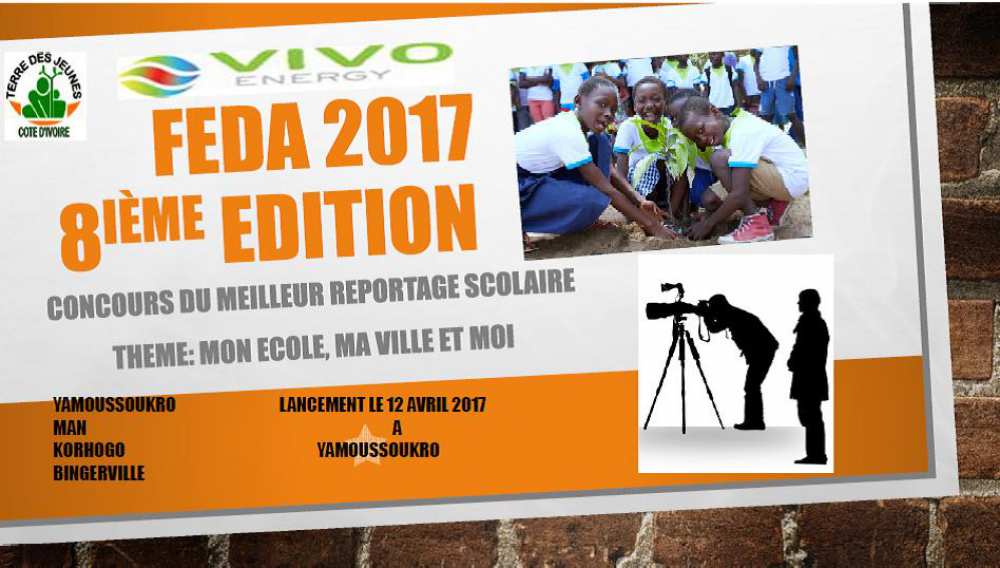 TERRE DES JEUNES
COTE D'IVOIRE
VIVO
ENERGY
FEDA 2017
8IÈME EDITION
CONCOURS DU MEILLEUR REPORTAGE SCOLAIRE
THEME: MON ECOLE, MA VILLE ET MOI
YAMOUSSOUKRO
MAN
KORHOGO
BINGERVILLE
LANCEMENT LE 12 AVRIL 2017
A
YAMOUSSOUKRO